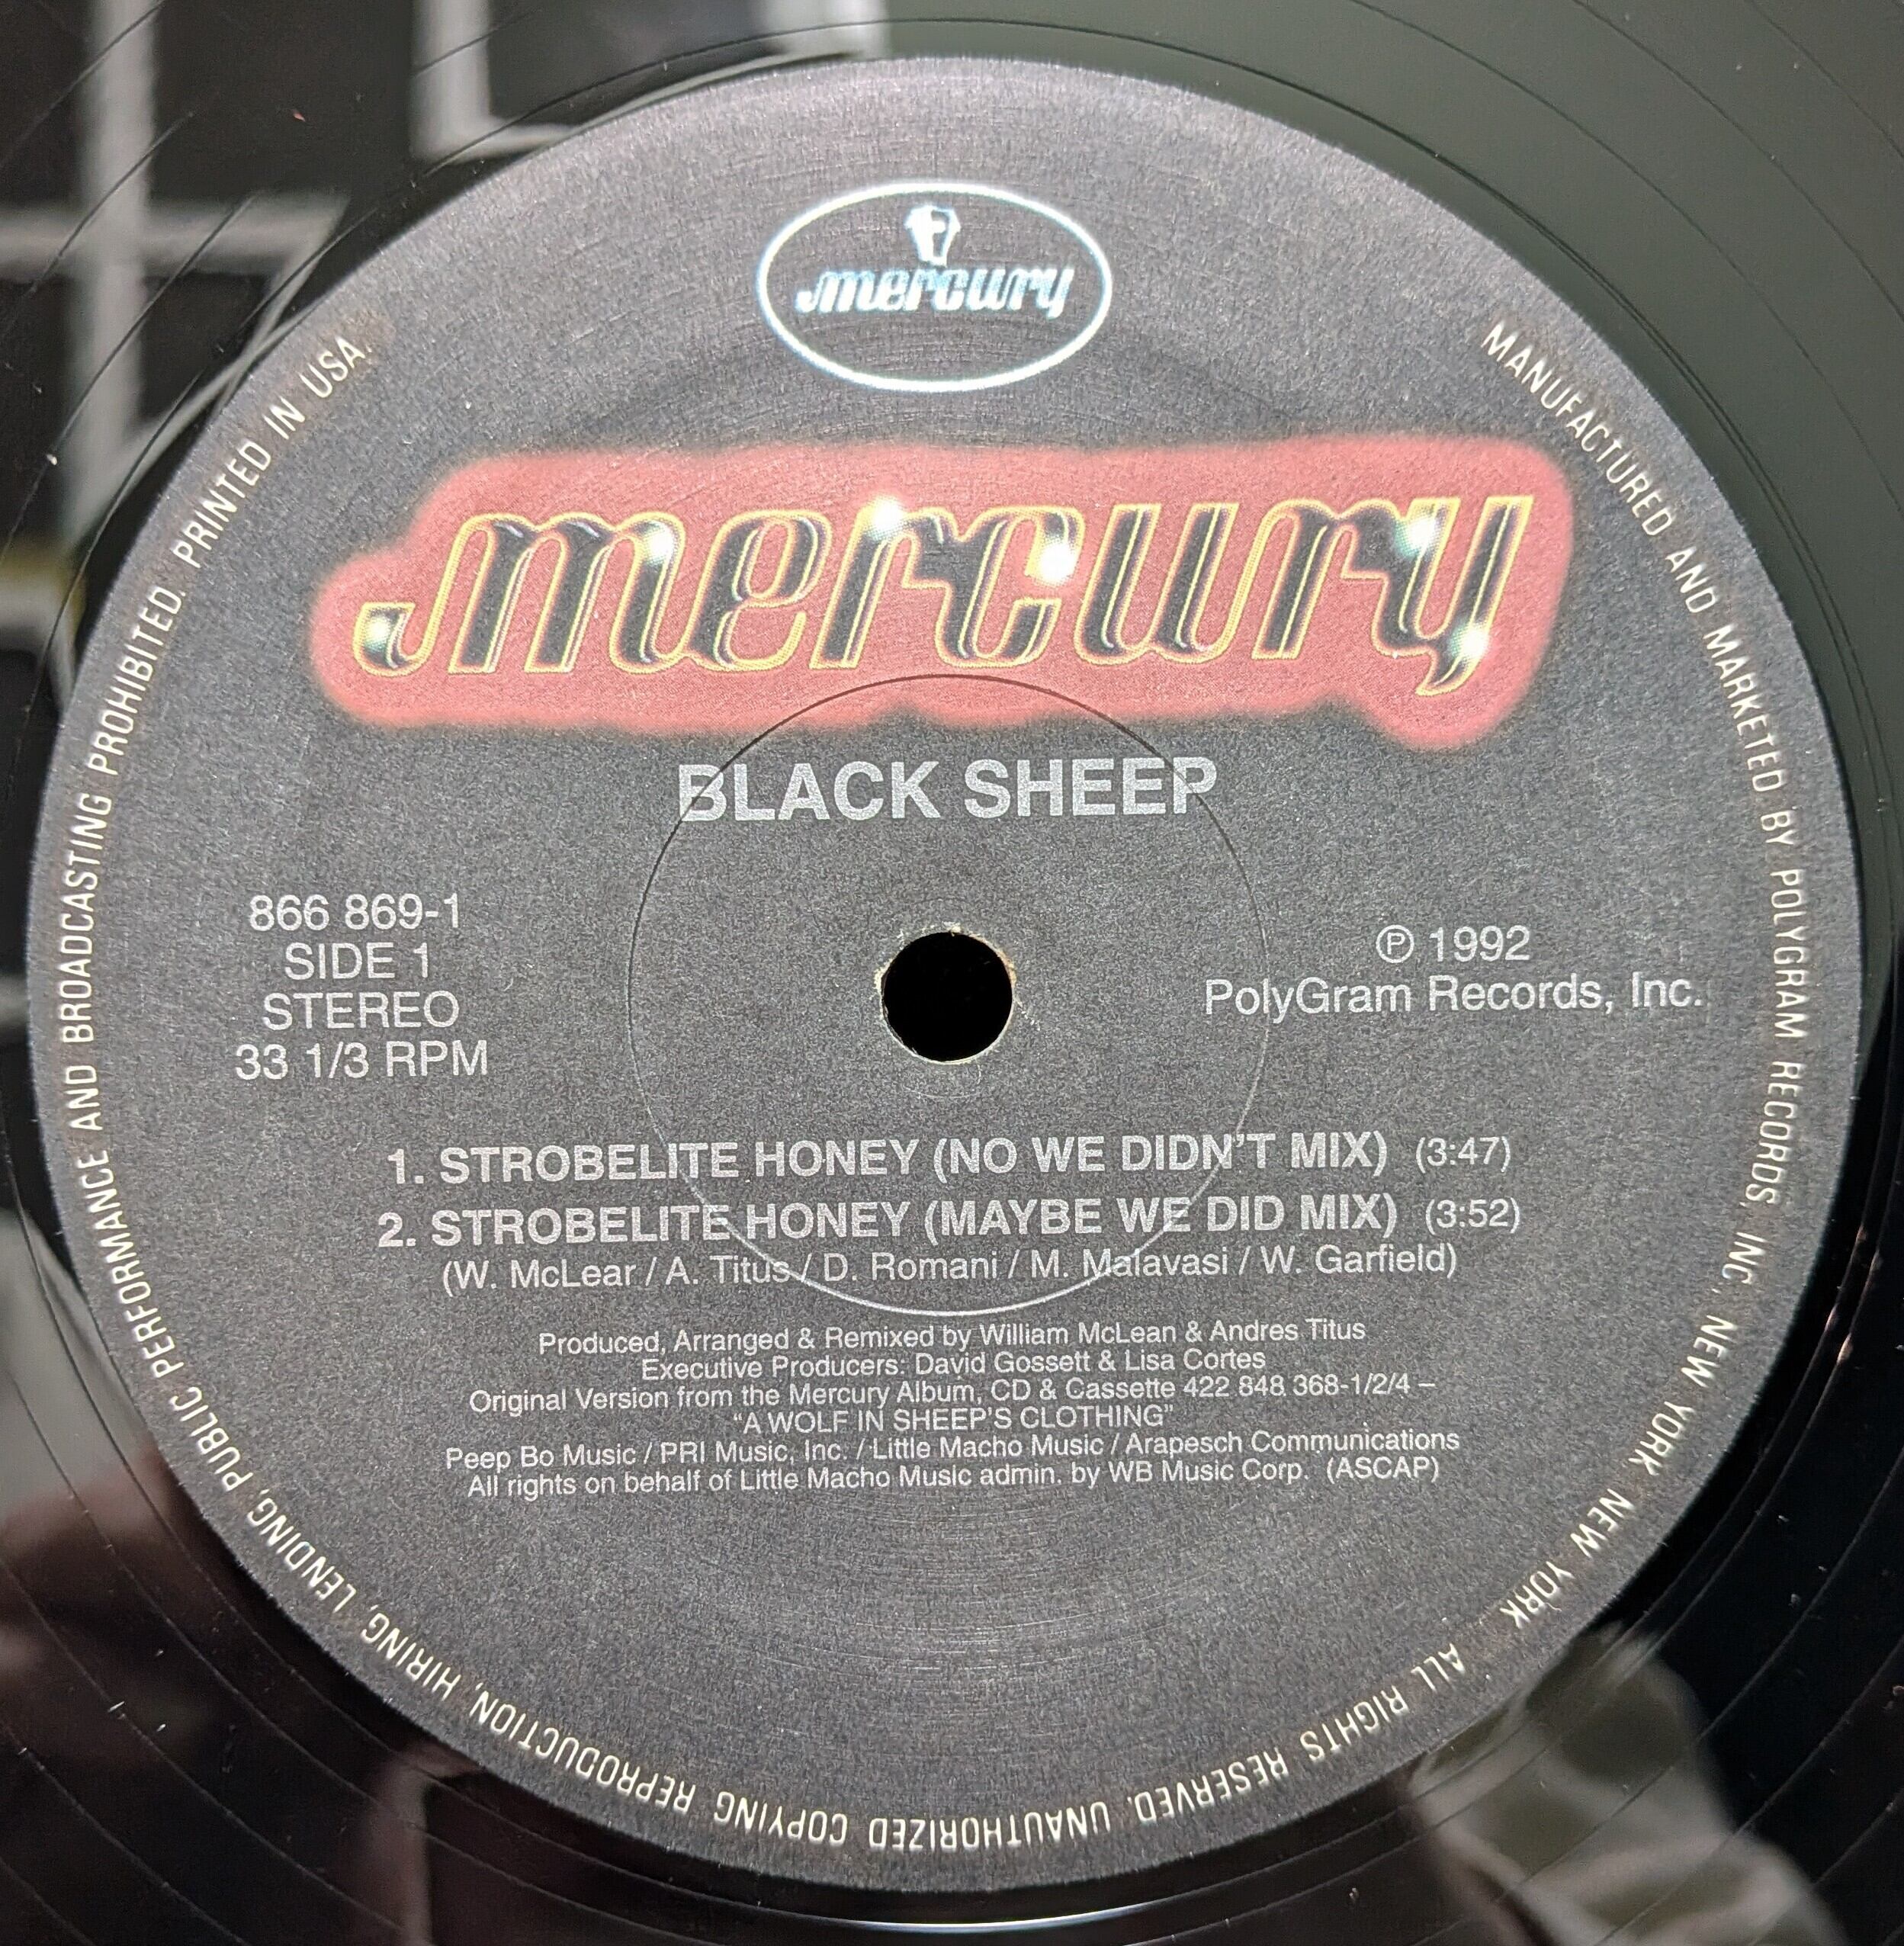 mercury
mercury
BLACK SHEEP
866 869-1
SIDE 1
STEREO
33 1/3 RPM
℗ 1992
PolyGram Records, Inc.
1. STROBELITE HONEY (NO WE DIDN'T MIX) (3:47)
2. STROBELITE HONEY (MAYBE WE DID MIX) (3:52)
(W. McLear / A. Titus / D. Romani / M. Malavasi / W. Garfield)
Produced, Arranged & Remixed by William McLean & Andres Titus
Executive Producers: David Gossett & Lisa Cortes
Original Version from the Mercury Album, CD & Cassette 422 848 368-1/2/4 –
“A WOLF IN SHEEP'S CLOTHING”
Peep Bo Music / PRI Music, Inc. / Little Macho Music / Arapesch Communications
All rights on behalf of Little Macho Music admin. by WB Music Corp. (ASCAP)
MANUFACTURED AND MARKETED BY POLYGRAM RECORDS, INC., NEW YORK, NEW YORK. ALL RIGHTS RESERVED. UNAUTHORIZED COPYING REPRODUCTION, HIRING, LENDING, PUBLIC PERFORMANCE AND BROADCASTING PROHIBITED. PRINTED IN USA.